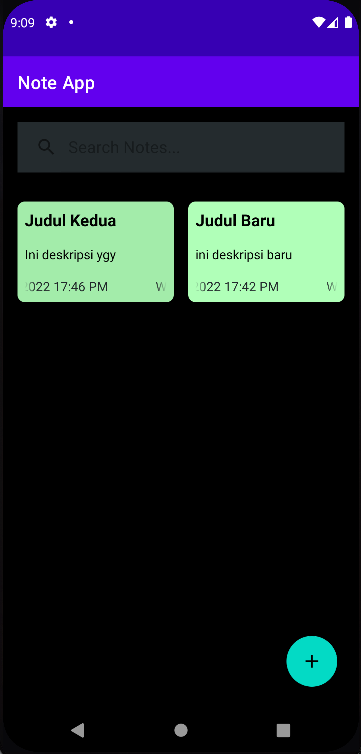 9:09
Note App
Search Notes...
Judul Kedua
Ini deskripsi ygy
022 17:46 PM W
Judul Baru
ini deskripsi baru
022 17:42 PM W